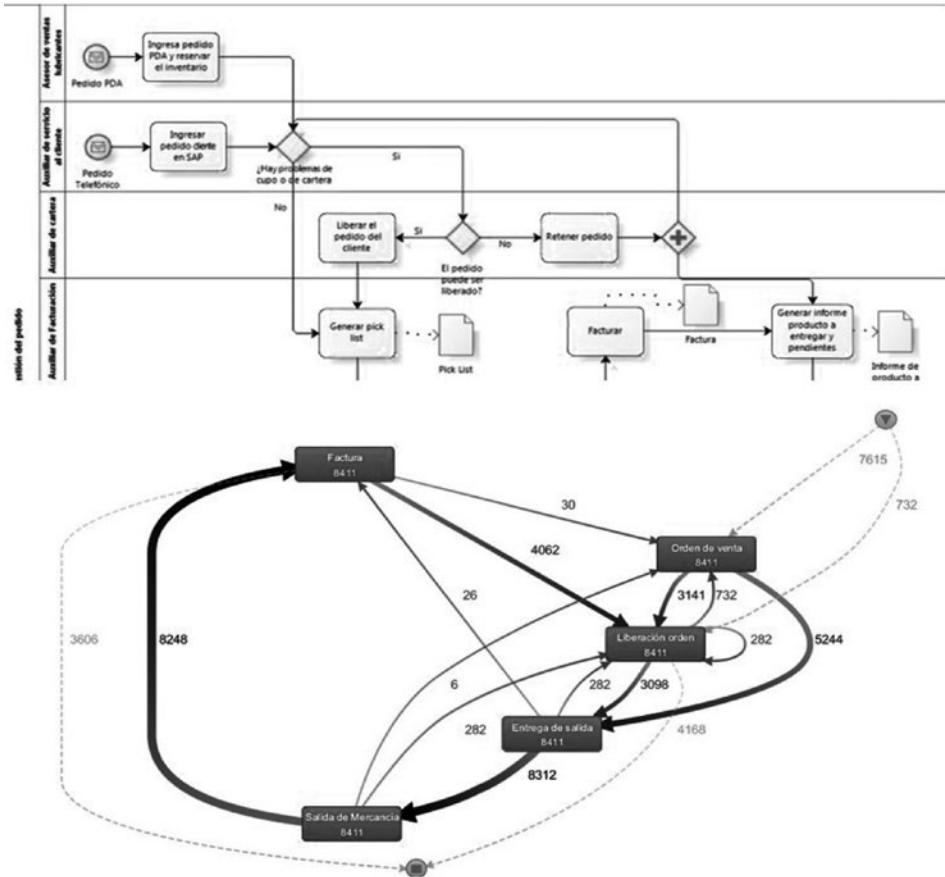 Asesor de ventas
lubricantes
Pedido PDA
Ingresa pedido
PDA y reservar
el inventario
Auxiliar de servicio
al cliente
Pedido
Telefónico
Ingresar
pedido cliente
en SAP
¿Hay problemas de
cupo o de cartera
Si
No
Auxiliar de cartera
Liberar el
pedido del
cliente
Si
El pedido
puede ser
liberado?
No
Retener pedido
estión del pedido
Auxiliar de Facturación
Generar pick
list
Pick List
Facturar
Factura
Generar informe
producto a
entregar y
pendientes
Informe de
producto a
Factura
8411
7615
732
30
Orden de venta
8411
4062
26
3141
732
3606
8248
Liberación orden
8411
282
5244
6
282
3098
282
Entrega de salida
8411
4168
8312
Salida de Mercancia
8411